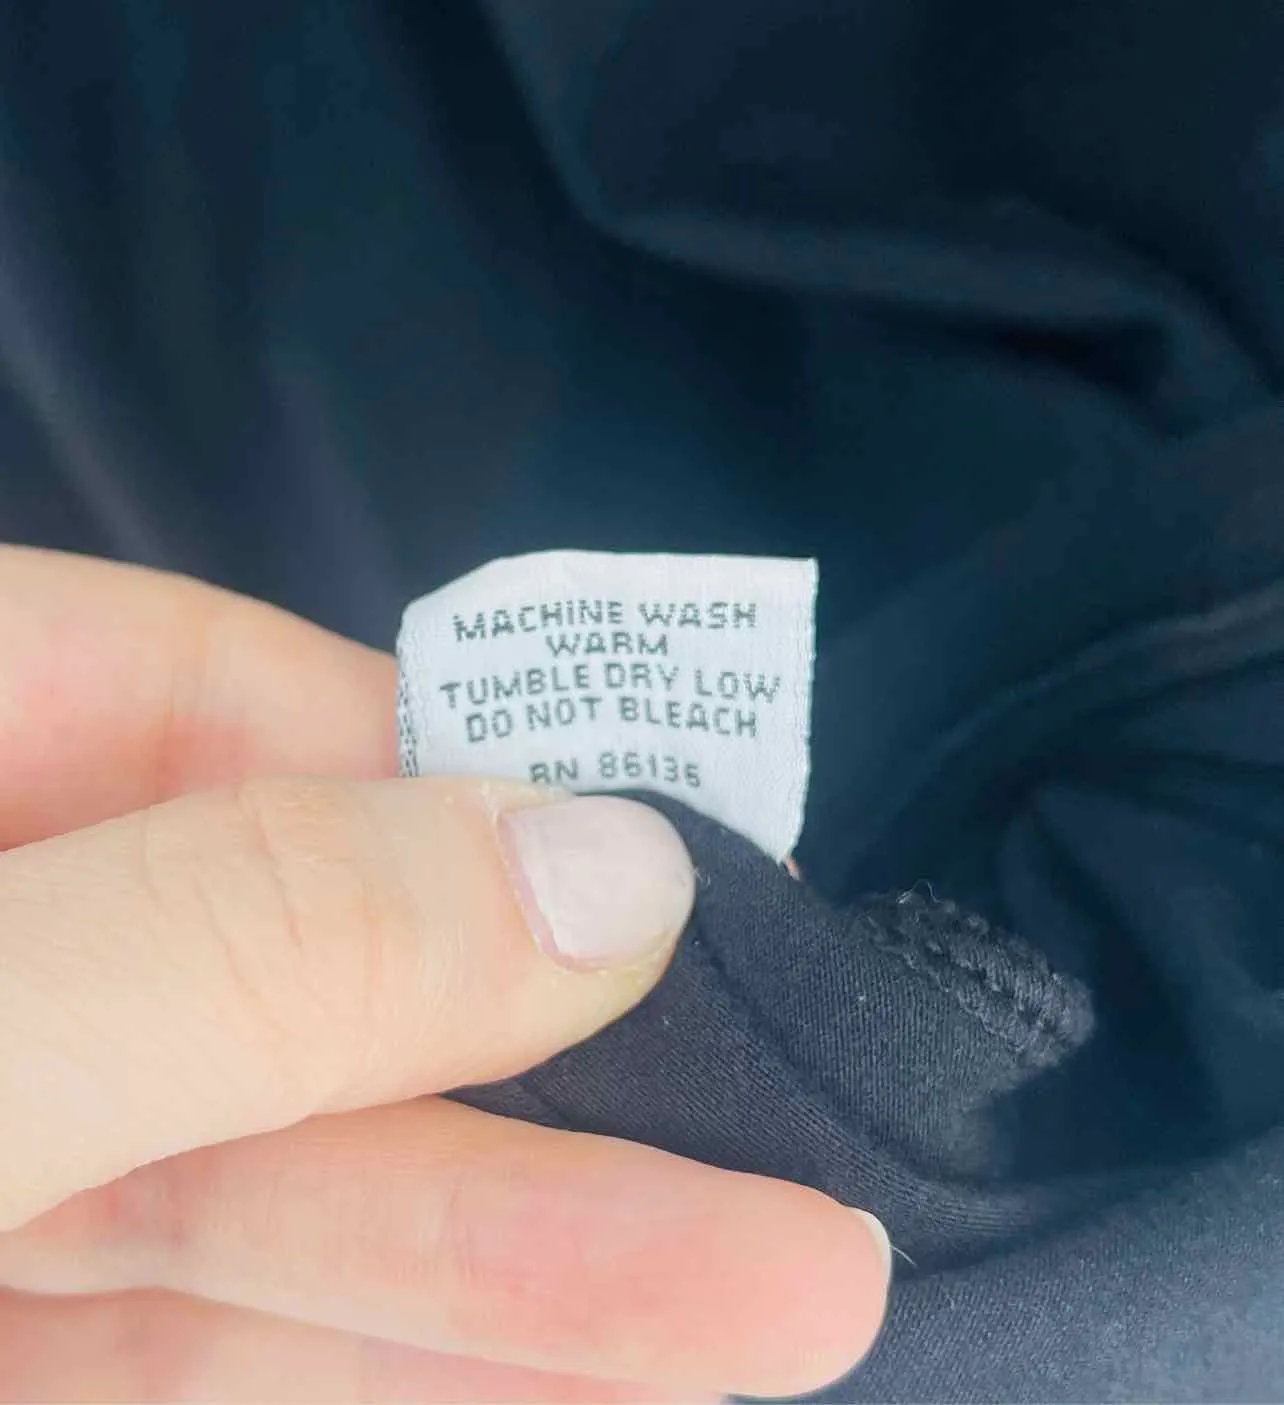 MACHINE WASH
WARM
TUMBLE DRY LOW
DO NOT BLEACH
RN 86136